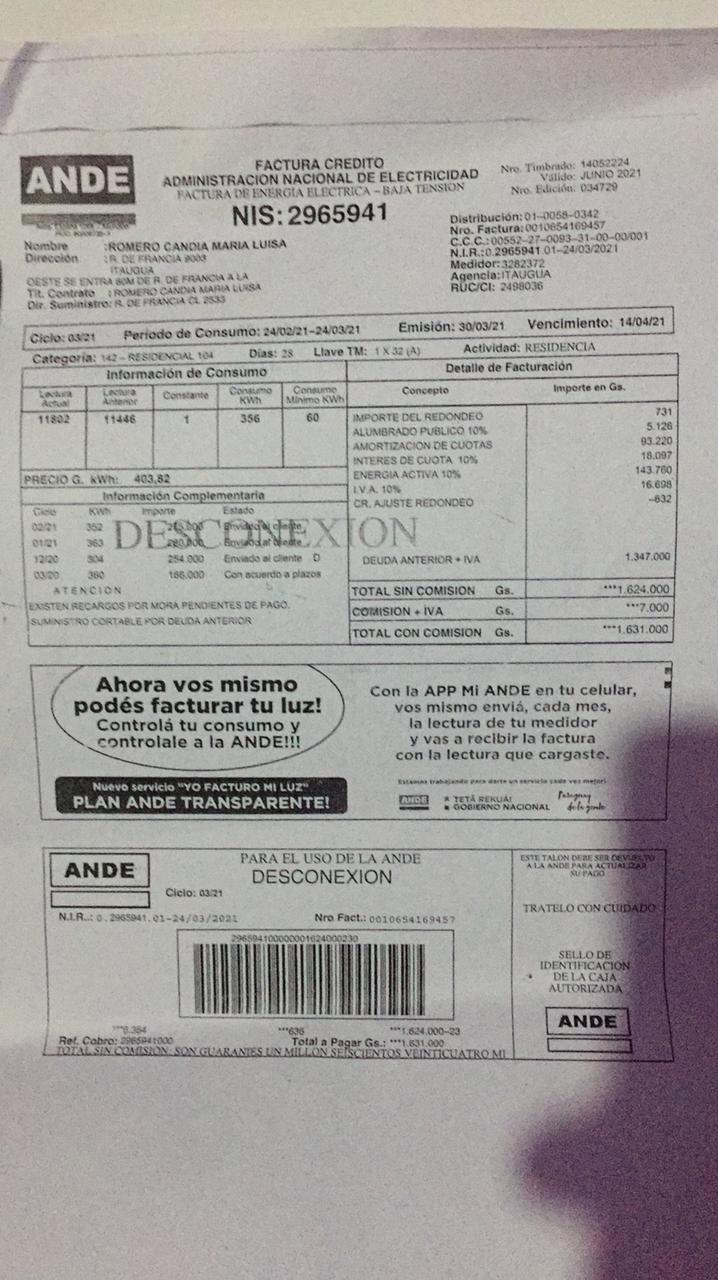 ANDE
FACTURA CREDITO
ADMINISTRACION NACIONAL DE ELECTRICIDAD
FACTURA DE ENERGIA ELECTRICA - BAJA TENSION
NIS: 2965941
Nro. Timbrado: 14052224
Válido: JUNIO 2021
Nro. Edición: 034729
Distribución: 01-0058-0342
Nro. Factura: 0010654169457
C.C.C.: 00552-27-0093-31-00-00/001
N.I.R.: 0.2965941.01-24/03/2021
Medidor: 3282372
Agencia: ITAUGUA
RUC/CI: 2498036
Nombre : ROMERO CANDIA MARIA LUISA
Dirección : R. DE FRANCIA 9003
ITAUGUA
OESTE SE ENTRA 80M DE R. DE FRANCIA A LA
Tit. Contrato : ROMERO CANDIA MARIA LUISA
Dir. Suministro: R. DE FRANCIA CL 2533
Ciclo: 03/21 Periodo de Consumo: 24/02/21-24/03/21 Emisión: 30/03/21 Vencimiento: 14/04/21
Categoría: 142 - RESIDENCIAL 104 Días: 28 Llave TM: 1 X 32 (A) Actividad: RESIDENCIA
Información de Consumo
Lectura Actual Lectura Anterior Constante Consumo KWh Consumo Mínimo KWh
11802 11446 1 356 60
PRECIO G. kWh: 403,82
Información Complementaria
Ciclo KWh Importe Estado
02/21 352 Enviado al cliente
01/21 363 Enviado al cliente
12/20 304 254.000 Enviado al cliente D
03/20 360 166.000 Con acuerdo a plazos
DESCONEXION
ATENCION
EXISTEN RECARGOS POR MORA PENDIENTES DE PAGO.
SUMINISTRO CORTABLE POR DEUDA ANTERIOR
Detalle de Facturación
Concepto Importe en Gs.
IMPORTE DEL REDONDEO 731
ALUMBRADO PUBLICO 10% 5.126
AMORTIZACION DE CUOTAS 93.220
INTERES DE CUOTA 10% 18.097
ENERGIA ACTIVA 10% 143.760
I.V.A. 10% 16.698
CR. AJUSTE REDONDEO -632
DEUDA ANTERIOR + IVA 1.347.000
TOTAL SIN COMISION Gs. ***1.624.000
COMISION + IVA Gs. ***7.000
TOTAL CON COMISION Gs. ***1.631.000
Ahora vos mismo
podés facturar tu luz!
Controlá tu consumo y
controlale a la ANDE!!!
Nuevo servicio "YO FACTURO MI LUZ"
PLAN ANDE TRANSPARENTE!
Con la APP Mi ANDE en tu celular,
vos mismo enviá, cada mes,
la lectura de tu medidor
y vas a recibir la factura
con la lectura que cargaste.
Estamos trabajando para darte un servicio cada vez mejor!
ANDE
TETÃ REKUÁI
GOBIERNO NACIONAL
Paraguay
de la gente
ANDE
PARA EL USO DE LA ANDE
DESCONEXION
Ciclo: 03/21
N.I.R..: 0.2965941.01-24/03/2021 Nro Fact.: 0010654169457
29659410000001624000230
***6.364 ***636 ***1.624.000-23
Ref. Cobro: 2965941000 Total a Pagar Gs.: ***1.631.000
TOTAL SIN COMISION: SON GUARANIES UN MILLON SEISCIENTOS VEINTICUATRO MI
ESTE TALON DEBE SER DEVUELTO
A LA ANDE PARA ACTUALIZAR
SU PAGO
TRATELO CON CUIDADO
SELLO DE
IDENTIFICACION
DE LA CAJA
AUTORIZADA
ANDE